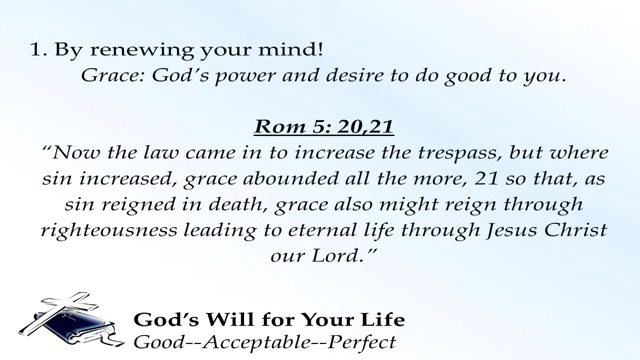 1. By renewing your mind!
Grace: God's power and desire to do good to you.
Rom 5: 20,21
"Now the law came in to increase the trespass, but where
sin increased, grace abounded all the more, 21 so that, as
sin reigned in death, grace also might reign through
righteousness leading to eternal life through Jesus Christ
our Lord."
God's Will for Your Life
Good--Acceptable--Perfect